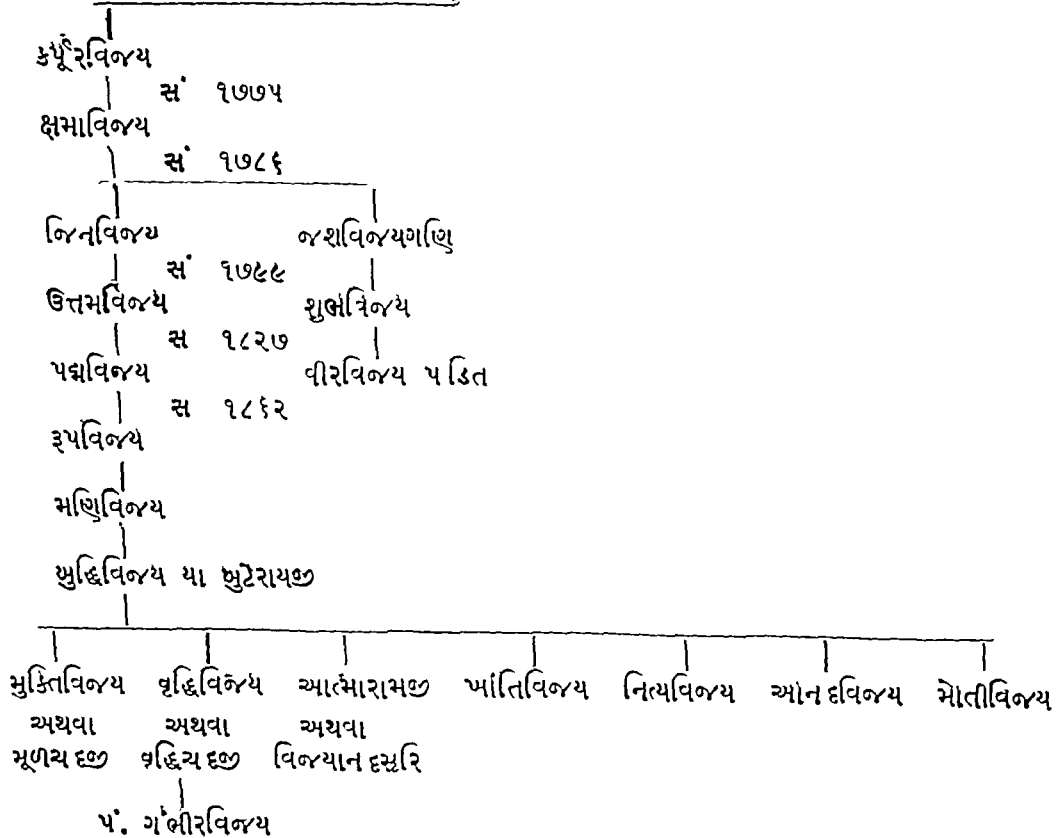 કર્પૂરવિજય
સં ૧૭૭૫
ક્ષમાવિજય
સં ૧૭૮૬
જિનવિજય જશવિજયગણિ
સં ૧૭૯૯
ઉત્તમવિજય શુભવિજય
સ ૧૮૨૭
પદ્મવિજય વીરવિજય પ ડિત
સ ૧૮૬૨
રૂપવિજય
મણિવિજય
બુદ્ધિવિજય યા બુટેરાયજી
મુક્તિવિજય વૃદ્ધિવિજય આત્મારામજી ખાંતિવિજય નિત્યવિજય આન દવિજય મોતીવિજય
અથવા અથવા અથવા
મૂળચ દજી વૃદ્ધિચ દજી વિજયાન દસૂરિ
પં. ગંભીરવિજય